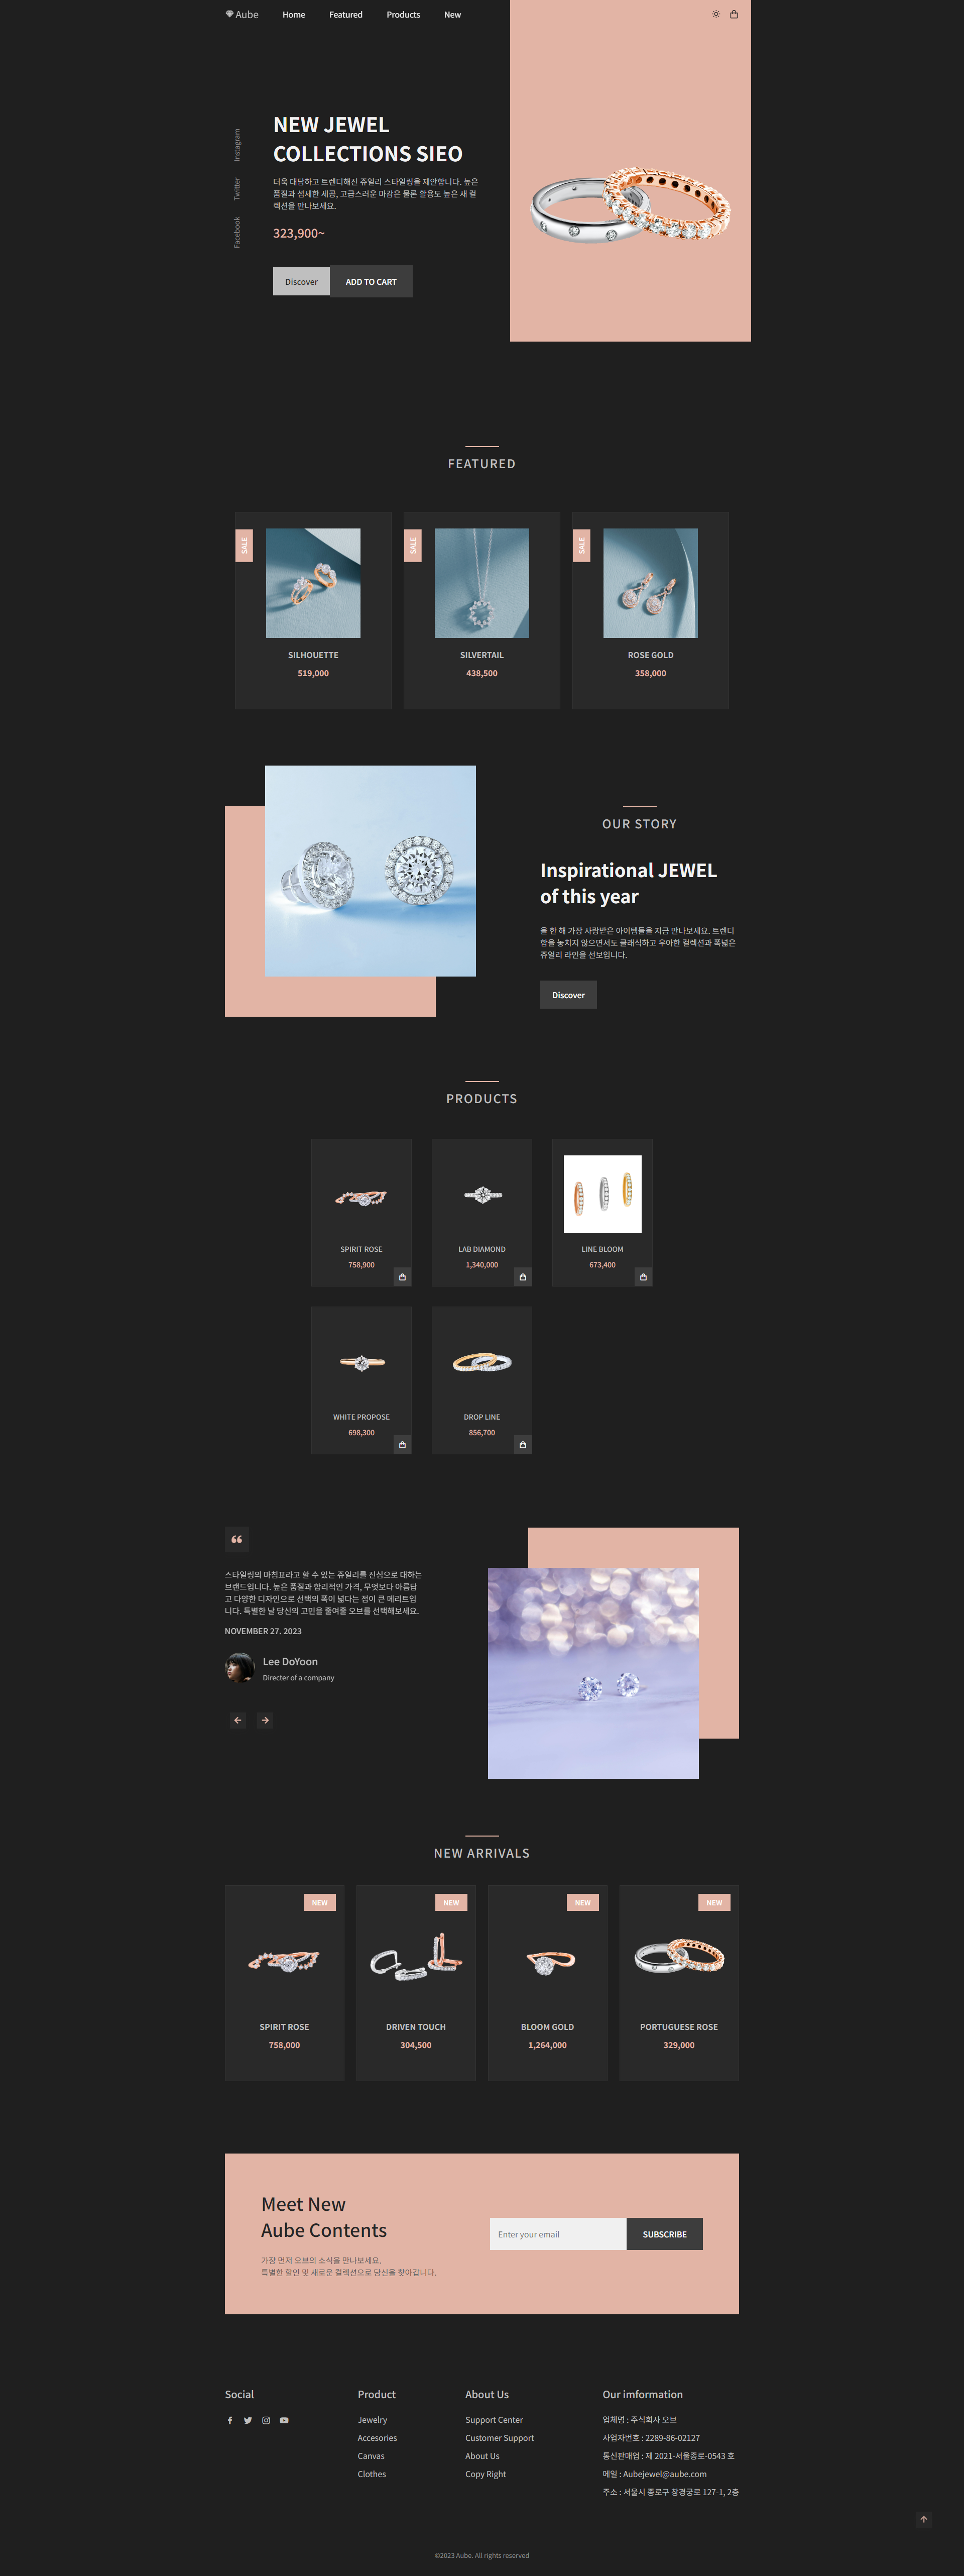 Aube
Home
Featured
Products
New
Instagram
Twitter
Facebook
NEW JEWEL
COLLECTIONS SIEO
더욱 대담하고 트렌디해진 쥬얼리 스타일링을 제안합니다. 높은
품질과 섬세한 세공, 고급스러운 마감은 물론 활용도 높은 새 컬
렉션을 만나보세요.
323,900~
Discover
ADD TO CART
FEATURED
SALE
SALE
SALE
SILHOUETTE
519,000
SILVERTAIL
438,500
ROSE GOLD
358,000
OUR STORY
Inspirational JEWEL
of this year
올 한 해 가장 사랑받은 아이템들을 지금 만나보세요. 트렌디
함을 놓치지 않으면서도 클래식하고 우아한 컬렉션과 폭넓은
쥬얼리 라인을 선보입니다.
Discover
PRODUCTS
SPIRIT ROSE
758,900
LAB DIAMOND
1,340,000
LINE BLOOM
673,400
WHITE PROPOSE
698,300
DROP LINE
856,700
스타일링의 마침표라고 할 수 있는 쥬얼리를 진심으로 대하는
브랜드입니다. 높은 품질과 합리적인 가격, 무엇보다 아름답
고 다양한 디자인으로 선택의 폭이 넓다는 점이 큰 메리트입
니다. 특별한 날 당신의 고민을 줄여줄 오브를 선택해보세요.
NOVEMBER 27. 2023
Lee DoYoon
Directer of a company
NEW ARRIVALS
NEW
NEW
NEW
NEW
SPIRIT ROSE
758,000
DRIVEN TOUCH
304,500
BLOOM GOLD
1,264,000
PORTUGUESE ROSE
329,000
Meet New
Aube Contents
가장 먼저 오브의 소식을 만나보세요.
특별한 할인 및 새로운 컬렉션으로 당신을 찾아갑니다.
Enter your email
SUBSCRIBE
Social
Product
Jewelry
Accesories
Canvas
Clothes
About Us
Support Center
Customer Support
About Us
Copy Right
Our imformation
업체명 : 주식회사 오브
사업자번호 : 2289-86-02127
통신판매업 : 제 2021-서울종로-0543 호
메일 : Aubejewel@aube.com
주소 : 서울시 종로구 창경궁로 127-1, 2층
©2023 Aube. All rights reserved